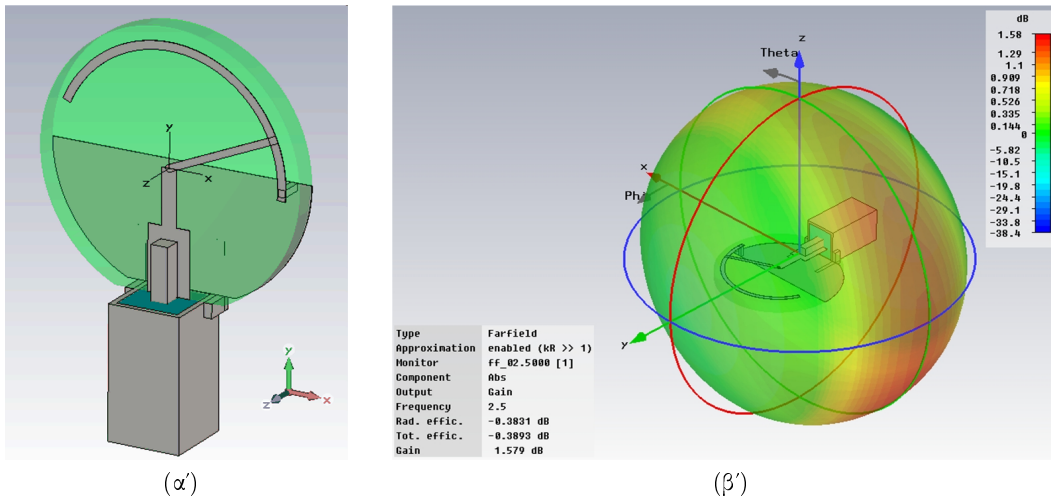 y
z
x
y
z
x
(α′)
z
Theta
x
Phi
y
dB
1.58
1.29
1.1
0.909
0.718
0.526
0.335
0.144
0
-5.82
-10.5
-15.1
-19.8
-24.4
-29.1
-33.8
-38.4
dB
Type Farfield
Approximation enabled (kR >> 1)
Monitor ff_02.5000 [1]
Component Abs
Output Gain
Frequency 2.5
Rad. effic. -0.3831 dB
Tot. effic. -0.3893 dB
Gain 1.579 dB
(β′)